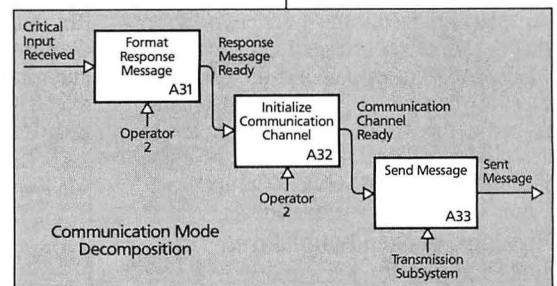 Critical
Input
Received
Format
Response
Message
A31
Response
Message
Ready
Operator
2
Initialize
Communication
Channel
A32
Communication
Channel
Ready
Operator
2
Send Message
A33
Sent
Message
Transmission
SubSystem
Communication Mode
Decomposition